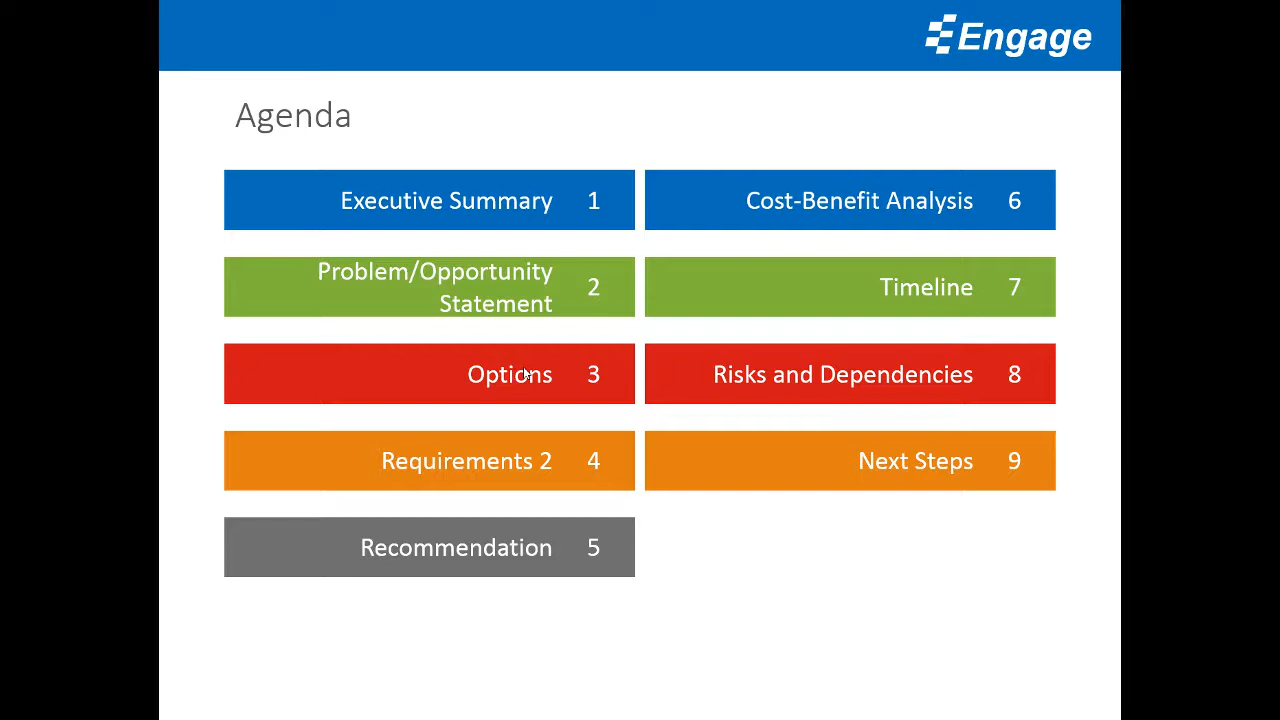 Engage
Agenda
Executive Summary 1
Problem/Opportunity
Statement 2
Options 3
Requirements 2 4
Recommendation 5
Cost-Benefit Analysis 6
Timeline 7
Risks and Dependencies 8
Next Steps 9